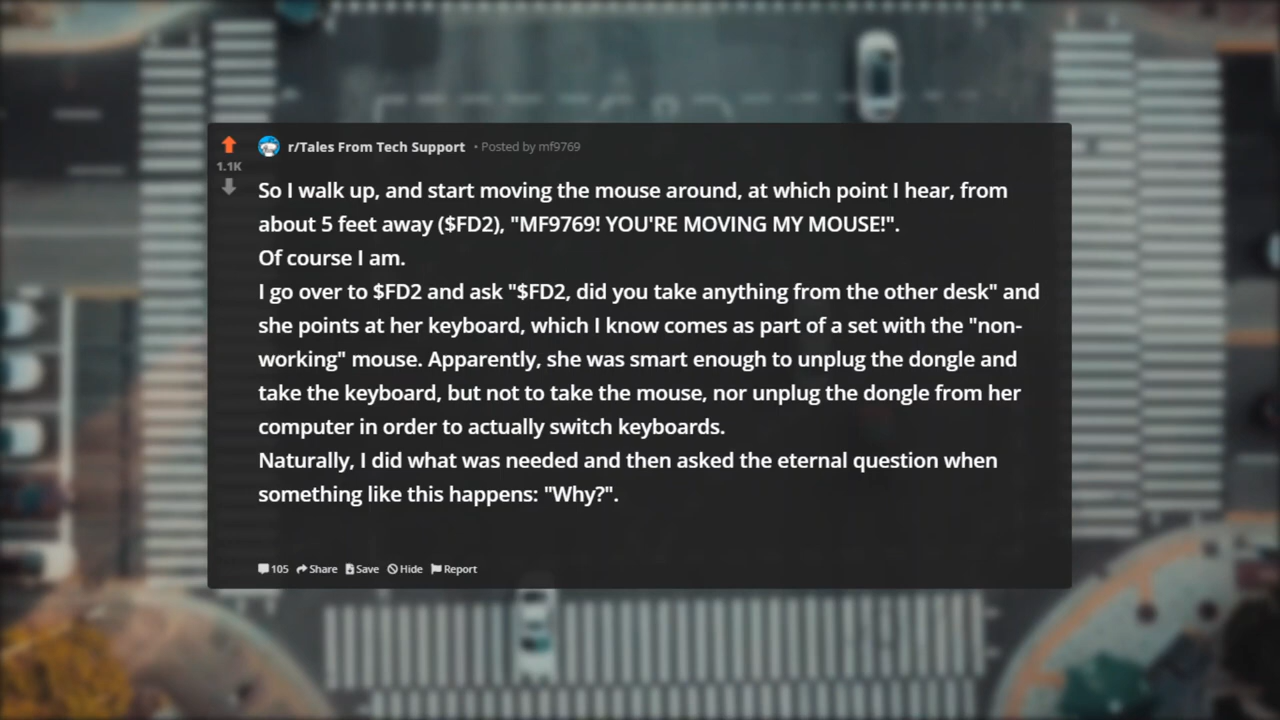 r/Tales From Tech Support • Posted by mf9769
1.1K
So I walk up, and start moving the mouse around, at which point I hear, from
about 5 feet away ($FD2), "MF9769! YOU'RE MOVING MY MOUSE!".
Of course I am.
I go over to $FD2 and ask "$FD2, did you take anything from the other desk" and
she points at her keyboard, which I know comes as part of a set with the "non-
working" mouse. Apparently, she was smart enough to unplug the dongle and
take the keyboard, but not to take the mouse, nor unplug the dongle from her
computer in order to actually switch keyboards.
Naturally, I did what was needed and then asked the eternal question when
something like this happens: "Why?".
105 Share Save Hide Report